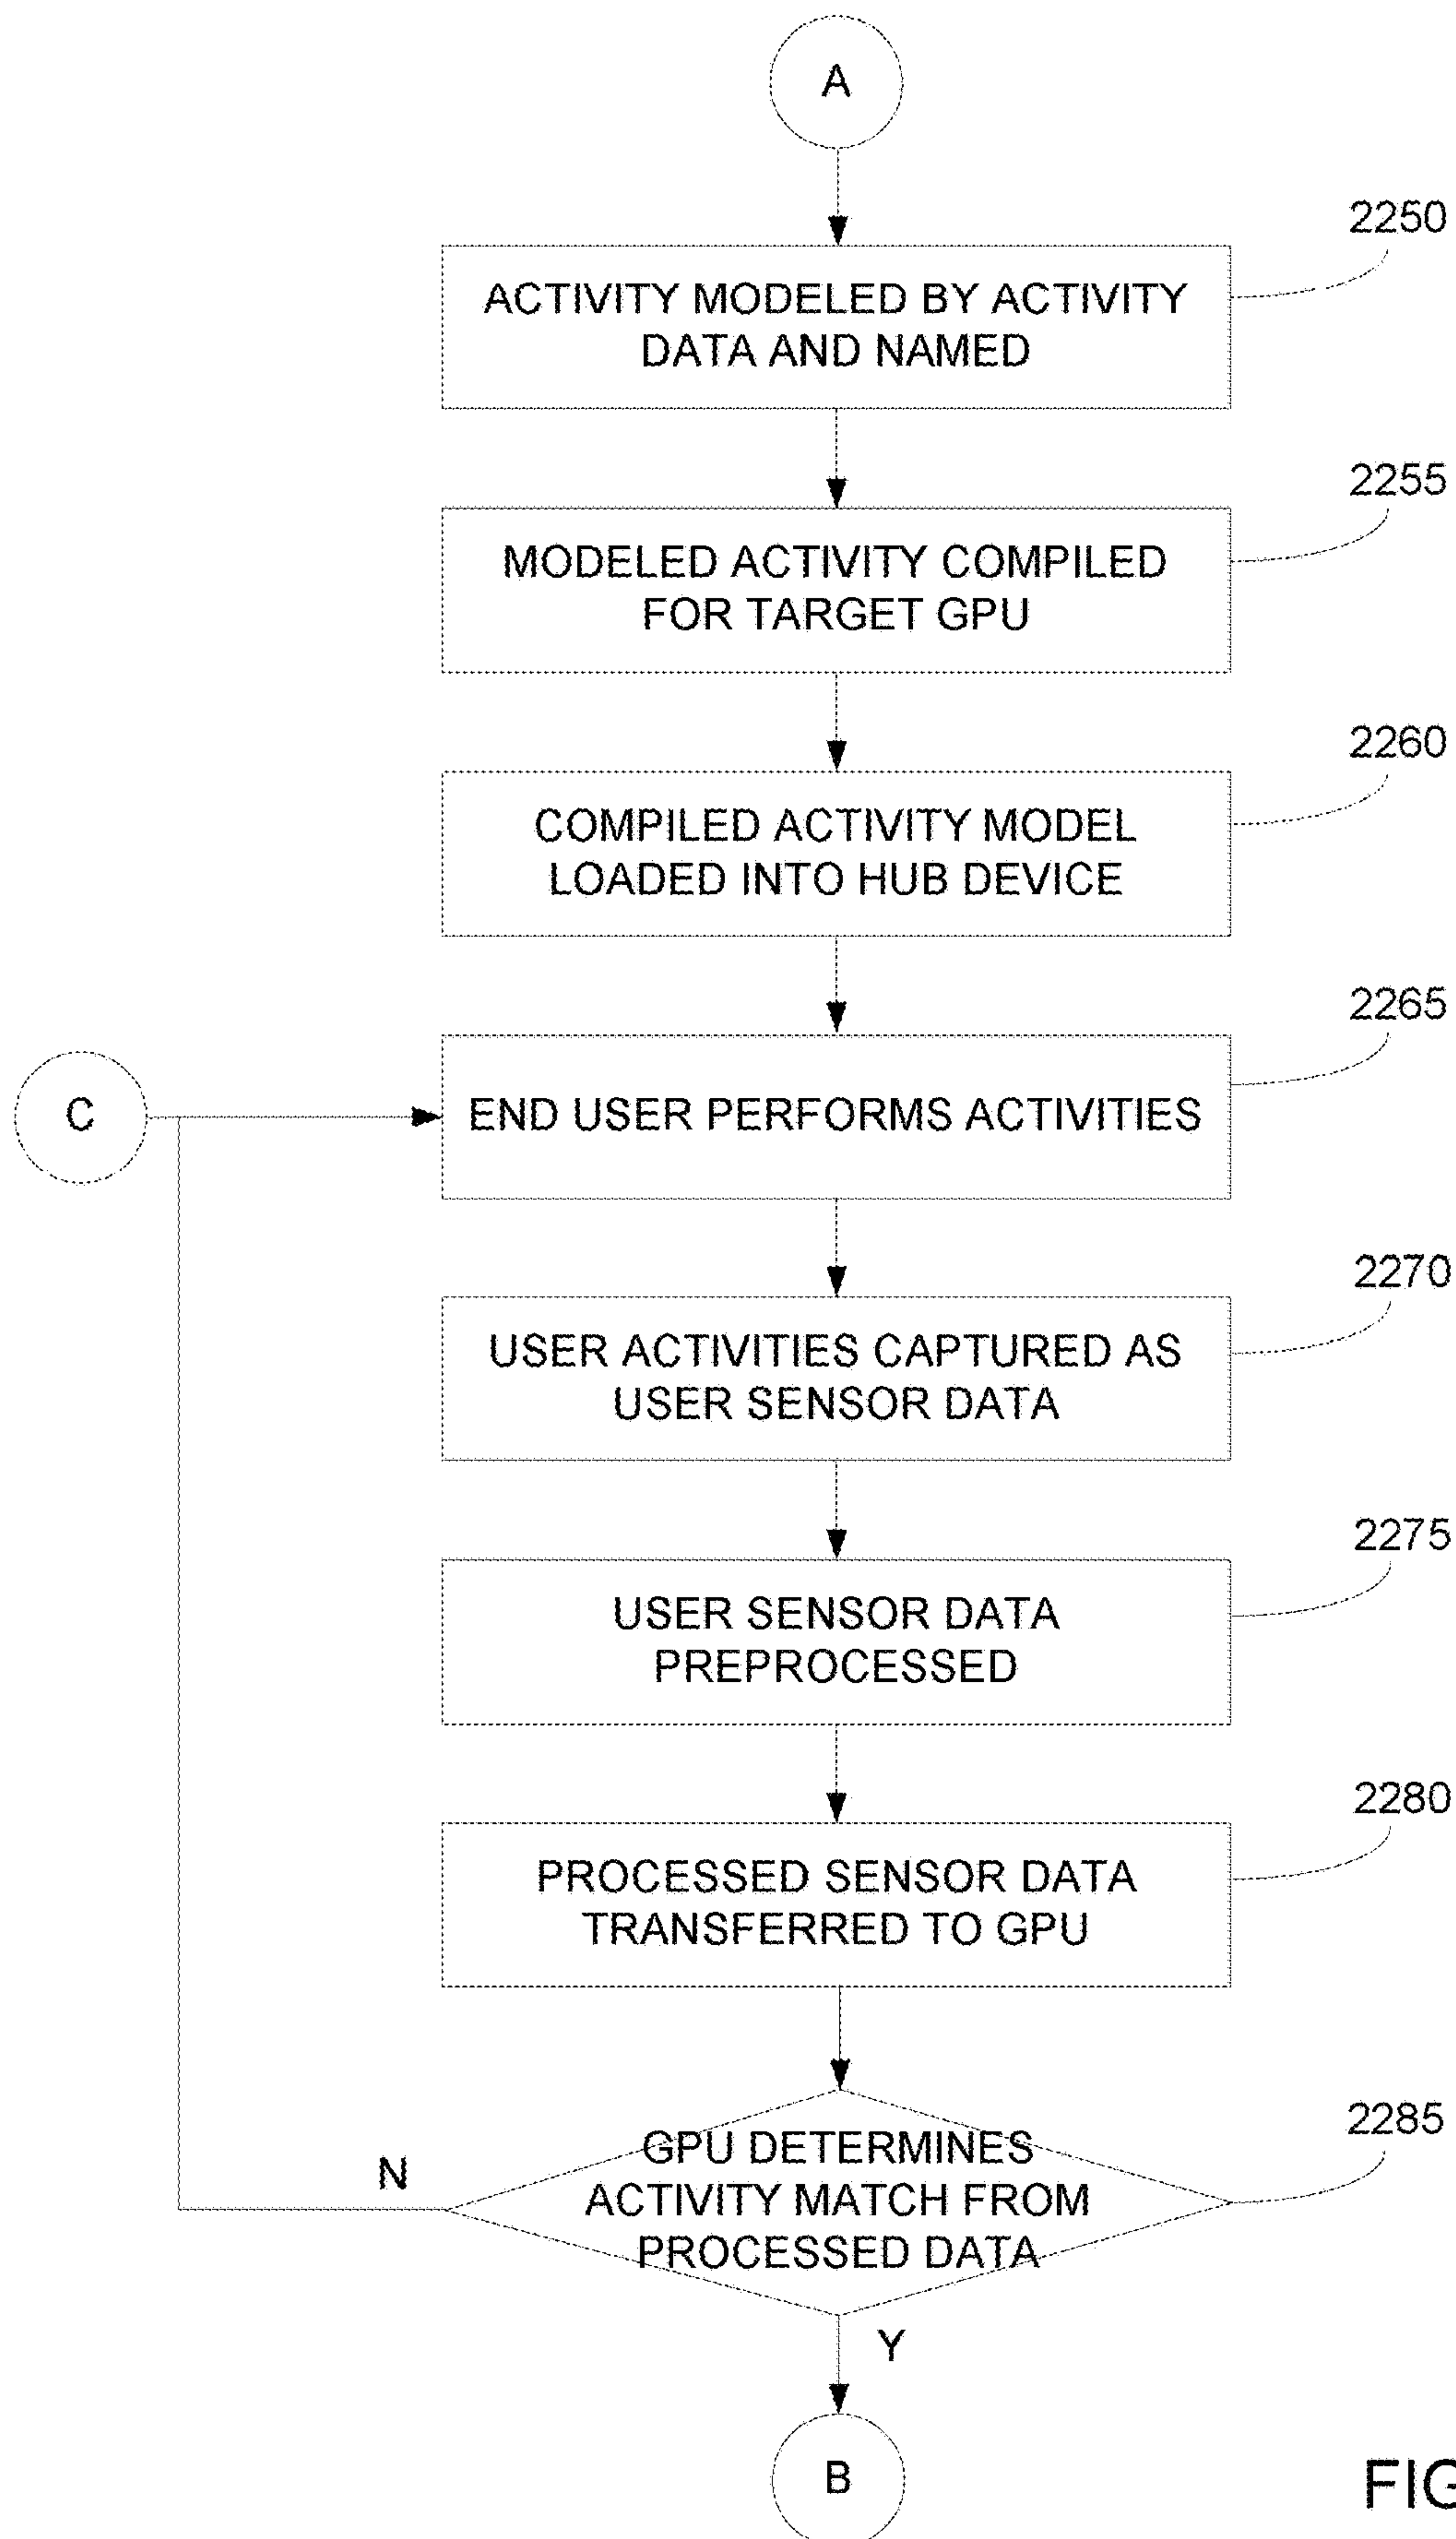 A
2250
ACTIVITY MODELED BY ACTIVITY
DATA AND NAMED
2255
MODELED ACTIVITY COMPILED
FOR TARGET GPU
2260
COMPILED ACTIVITY MODEL
LOADED INTO HUB DEVICE
2265
C
END USER PERFORMS ACTIVITIES
2270
USER ACTIVITIES CAPTURED AS
USER SENSOR DATA
2275
USER SENSOR DATA
PREPROCESSED
2280
PROCESSED SENSOR DATA
TRANSFERRED TO GPU
2285
N
GPU DETERMINES
ACTIVITY MATCH FROM
PROCESSED DATA
Y
B